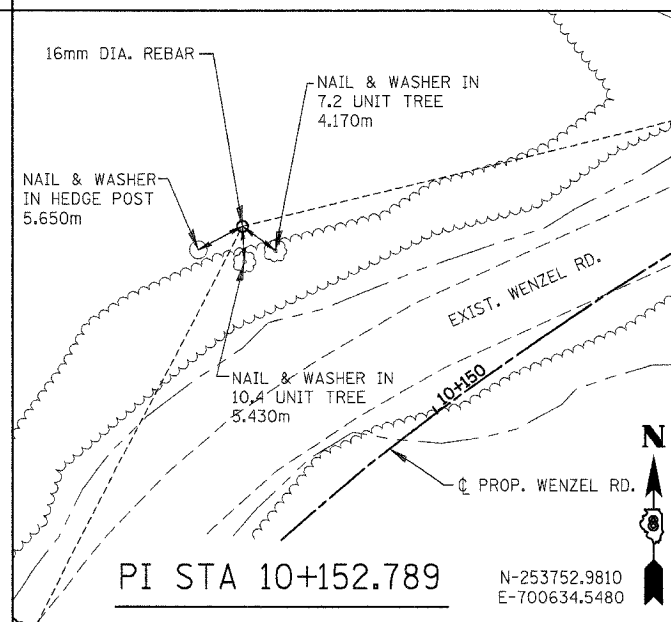 16mm DIA. REBAR
NAIL & WASHER IN
7.2 UNIT TREE
4.170m
NAIL & WASHER
IN HEDGE POST
5.650m
EXIST. WENZEL RD.
NAIL & WASHER IN
10.4 UNIT TREE
5.430m
10+150
℄ PROP. WENZEL RD.
N
8
PI STA 10+152.789
N-253752.9810
E-700634.5480